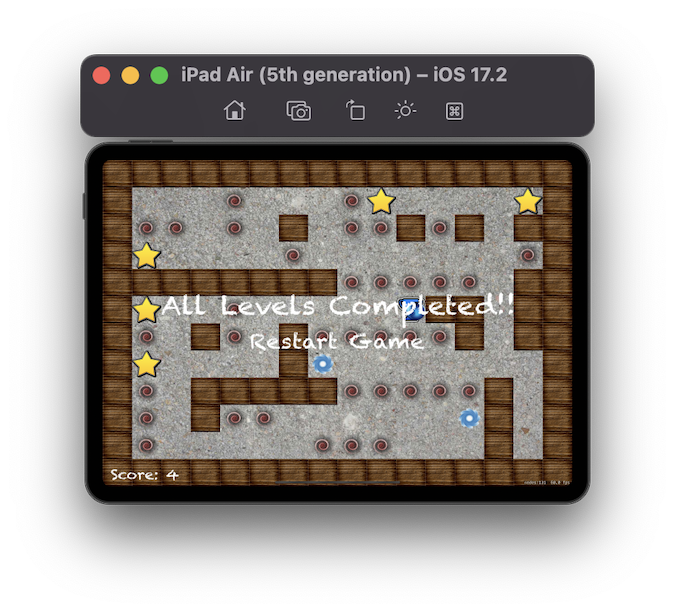 iPad Air (5th generation) – iOS 17.2
All Levels Completed!!
Restart Game
Score: 4